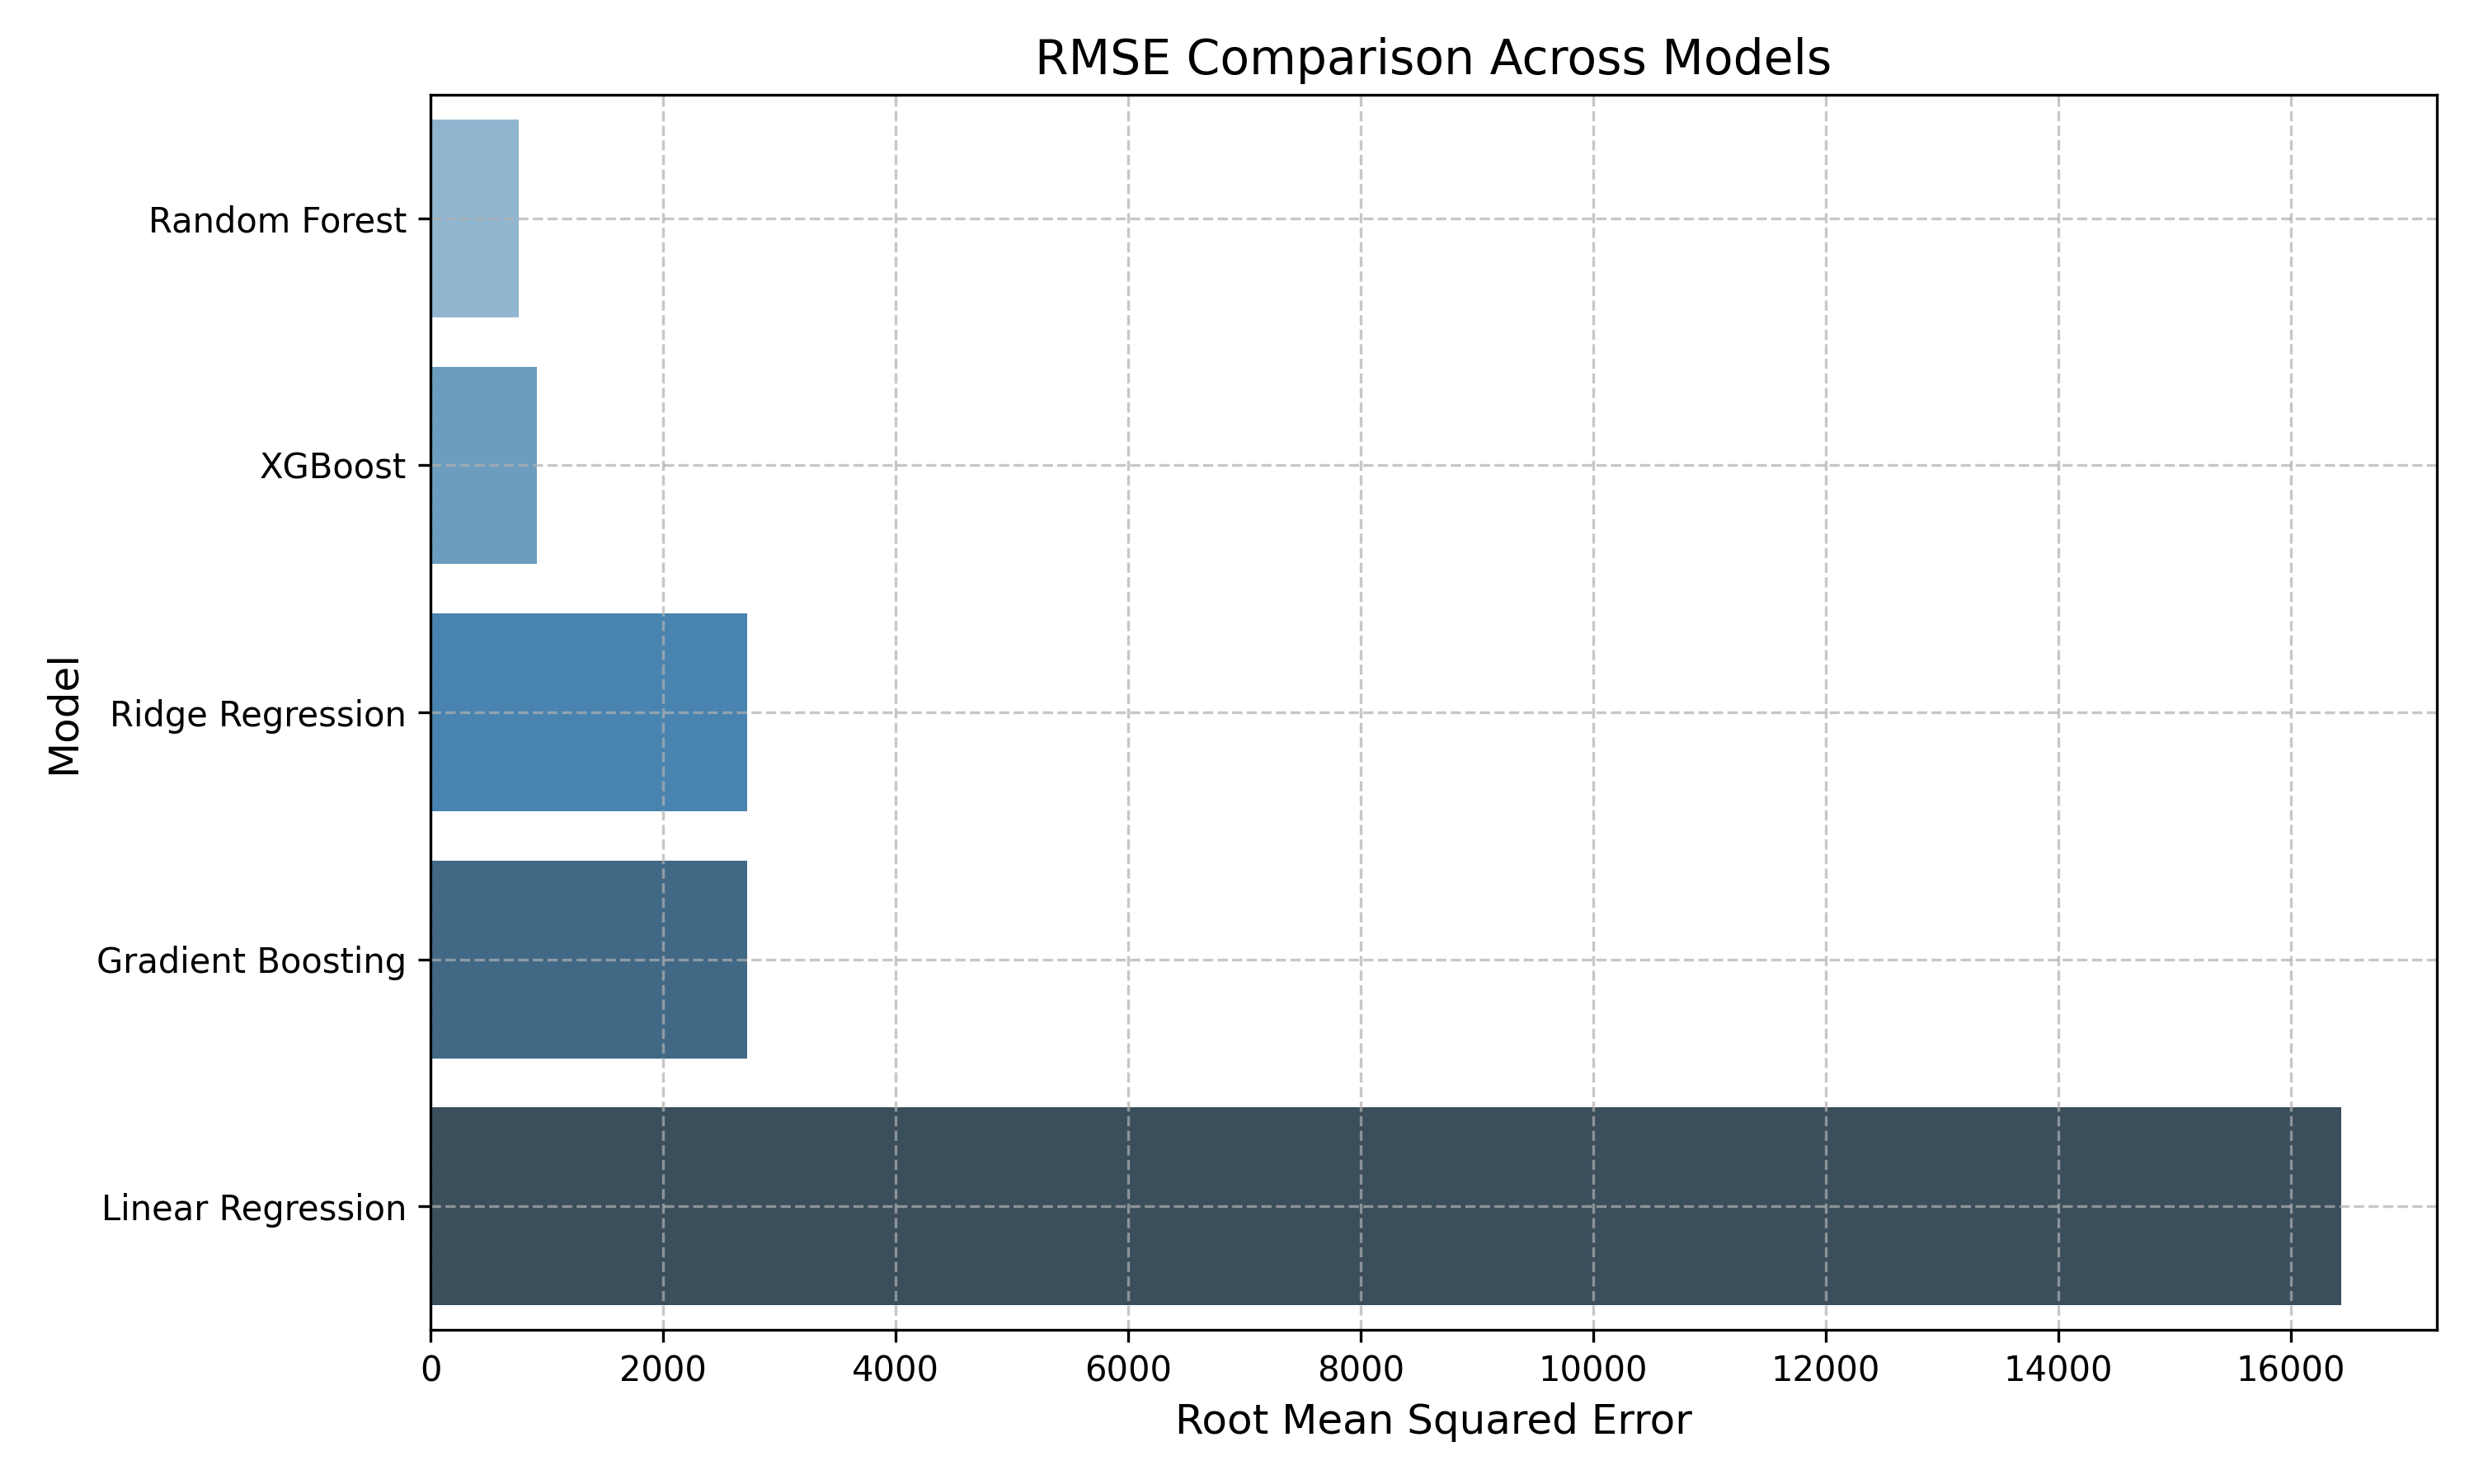 RMSE Comparison Across Models
Model
Random Forest
XGBoost
Ridge Regression
Gradient Boosting
Linear Regression
0 2000 4000 6000 8000 10000 12000 14000 16000
Root Mean Squared Error